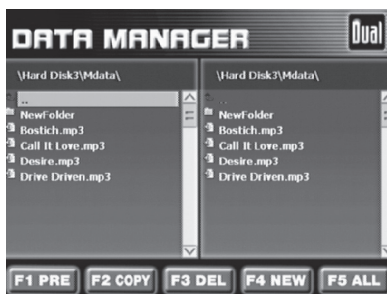 DATA MANAGER
Dual
\Hard Disk3\Mdata\
..
NewFolder
Bostich.mp3
Call It Love.mp3
Desire.mp3
Drive Driven.mp3
\Hard Disk3\Mdata\
..
NewFolder
Bostich.mp3
Call It Love.mp3
Desire.mp3
Drive Driven.mp3
F1 PRE
F2 COPY
F3 DEL
F4 NEW
F5 ALL